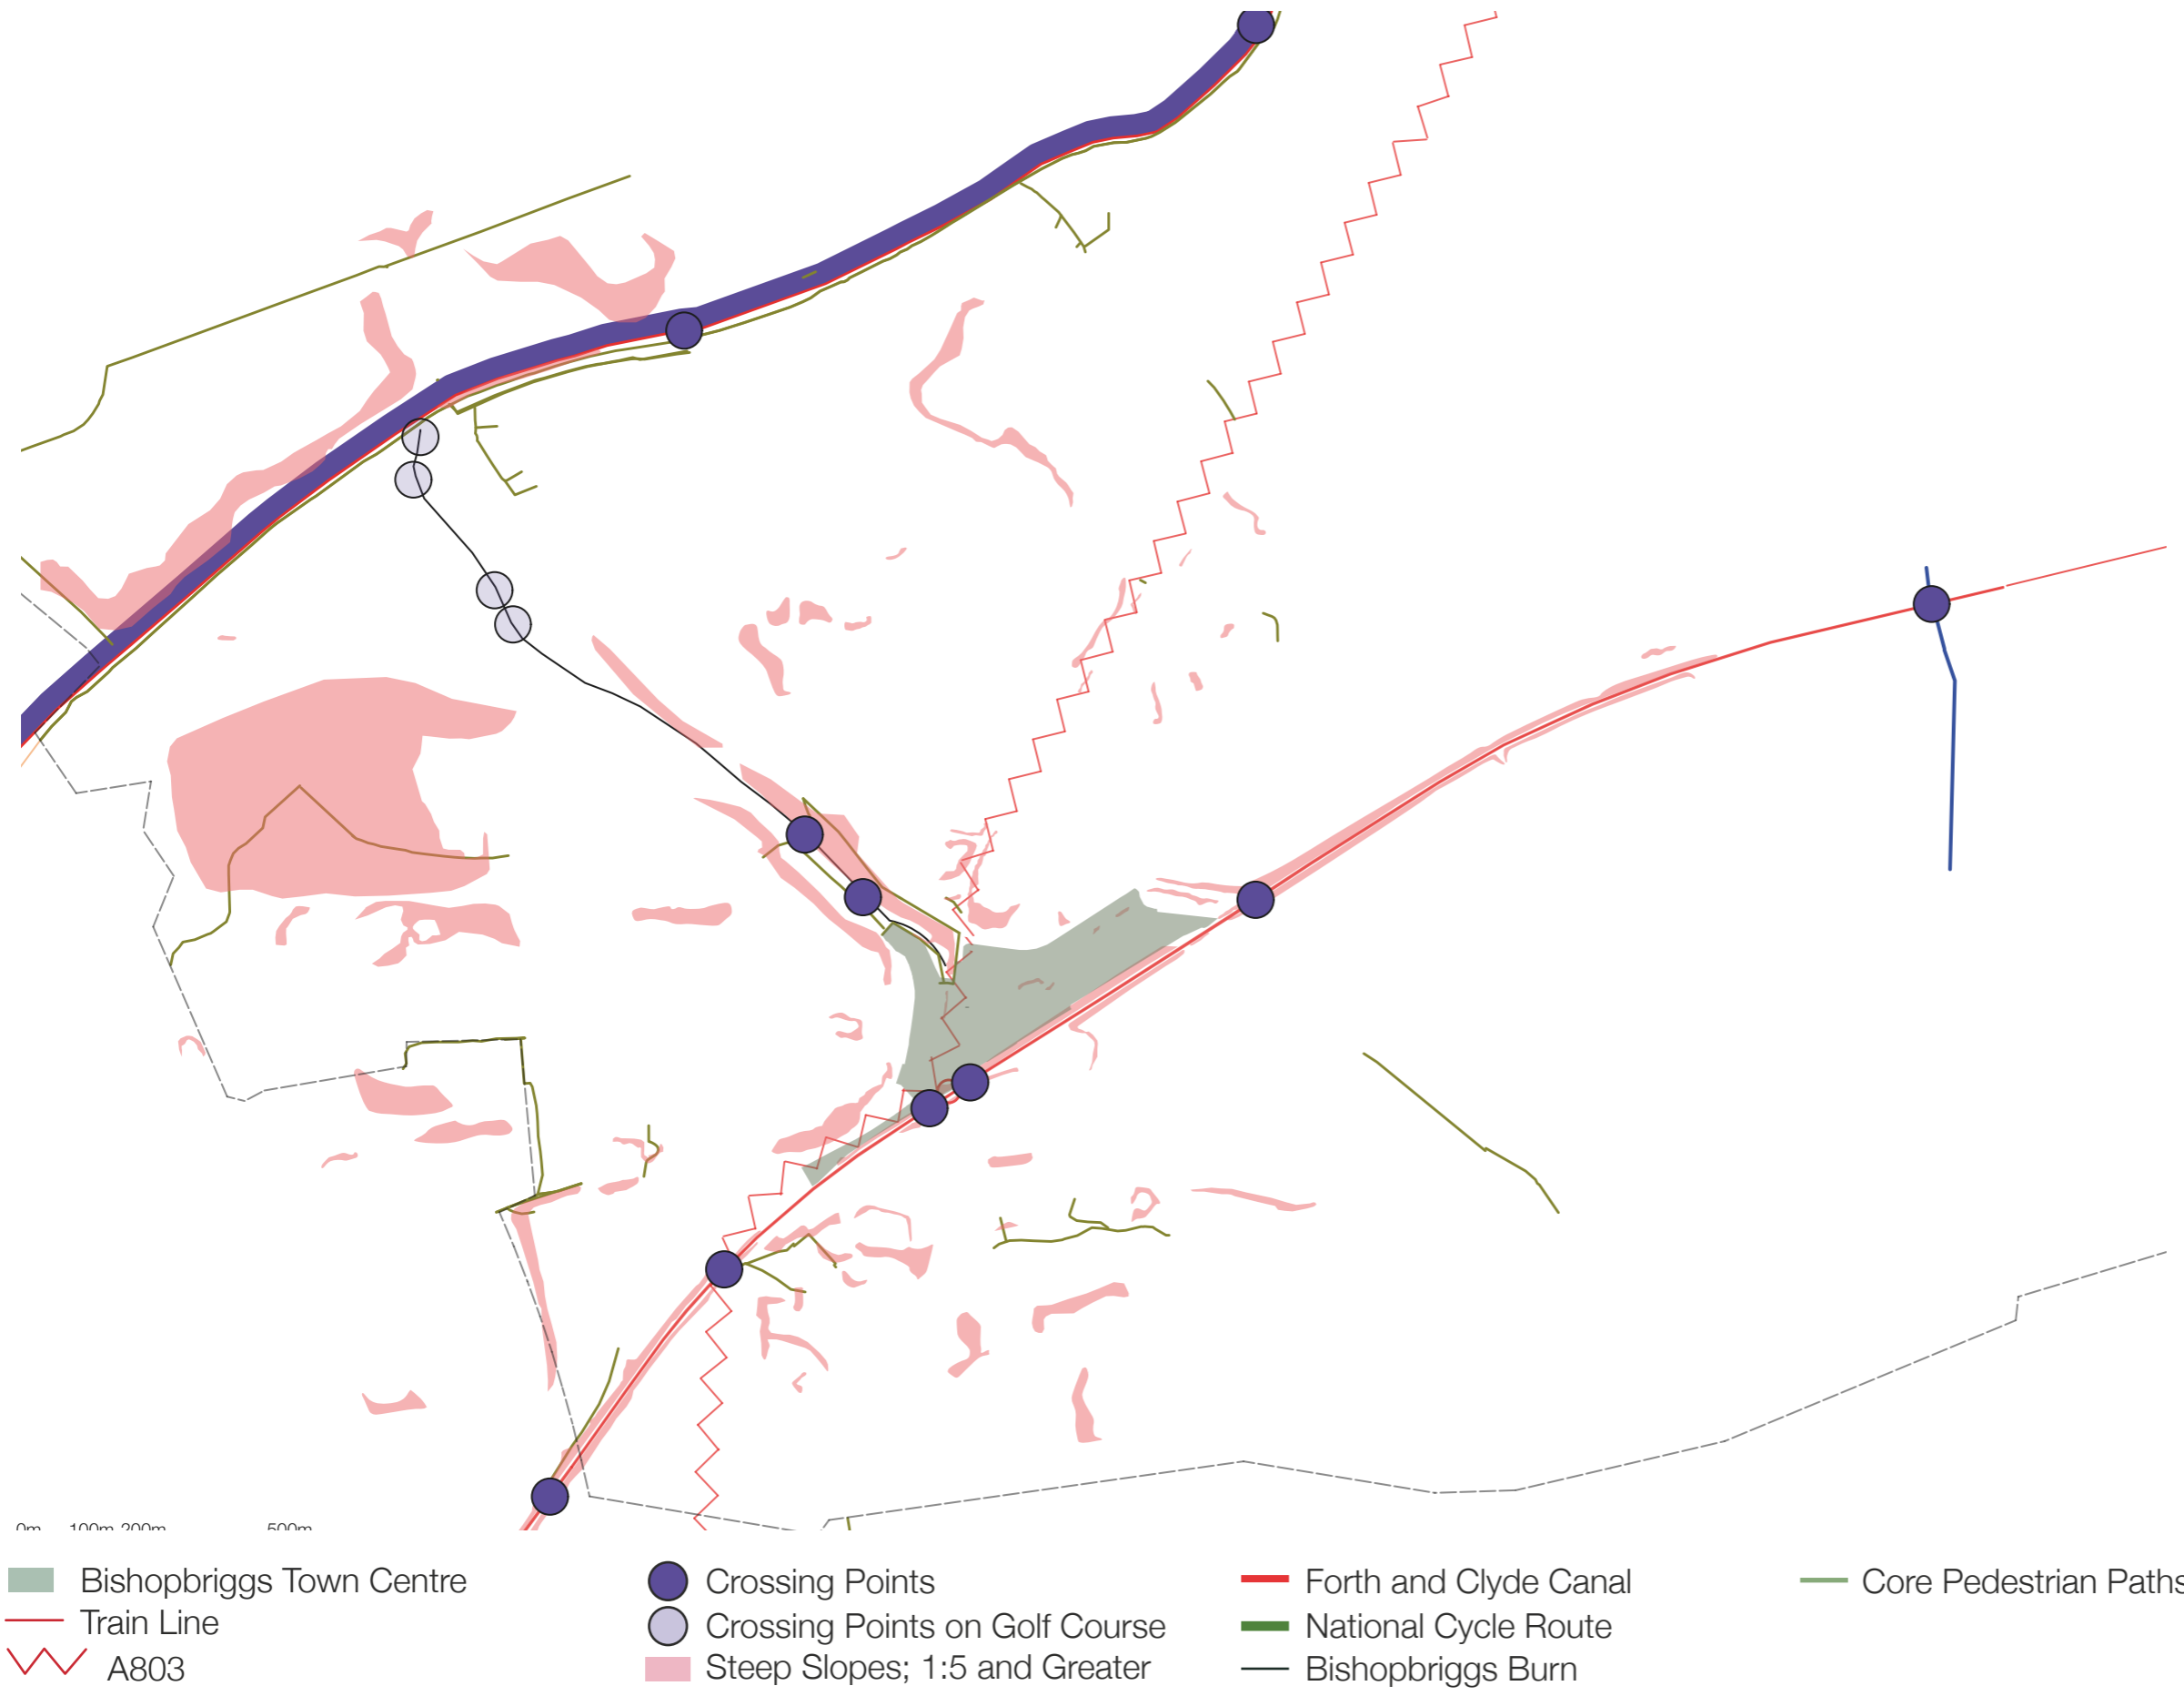 0m 100m 200m 500m
Bishopbriggs Town Centre
Train Line
A803
Crossing Points
Crossing Points on Golf Course
Steep Slopes; 1:5 and Greater
Forth and Clyde Canal
National Cycle Route
Bishopbriggs Burn
Core Pedestrian Paths